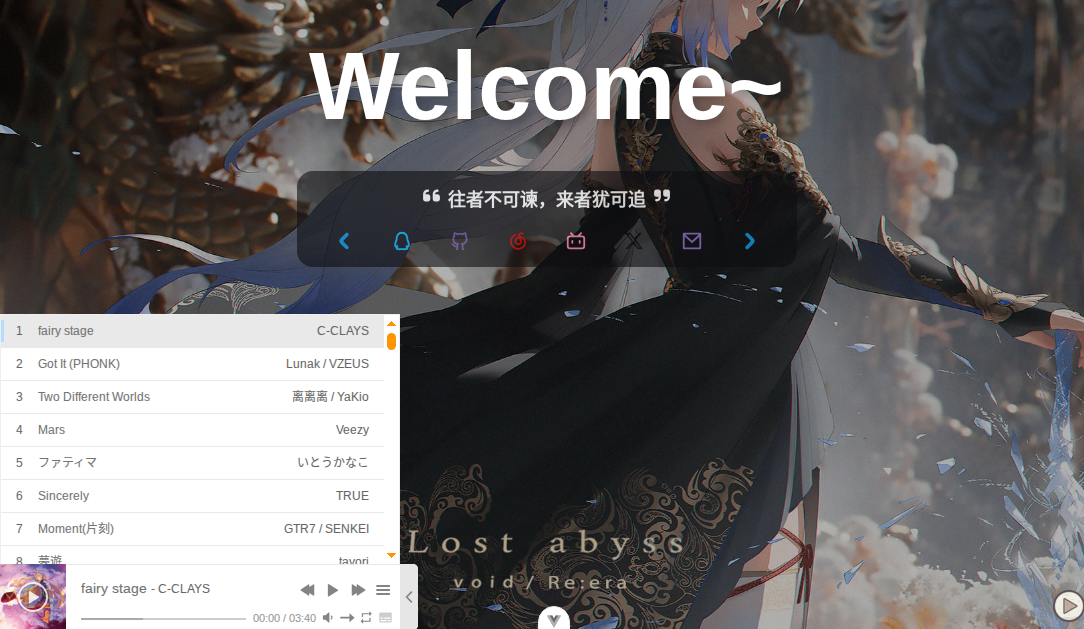 Welcome~
❝ 往者不可谏，来者犹可追 ❞
1 fairy stage C-CLAYS
2 Got It (PHONK) Lunak / VZEUS
3 Two Different Worlds 离离离 / YaKio
4 Mars Veezy
5 ファティマ いとうかなこ
6 Sincerely TRUE
7 Moment(片刻) GTR7 / SENKEI
8 夢遊 tayori
Lost abyss
void / Re:era
fairy stage - C-CLAYS
00:00 / 03:40